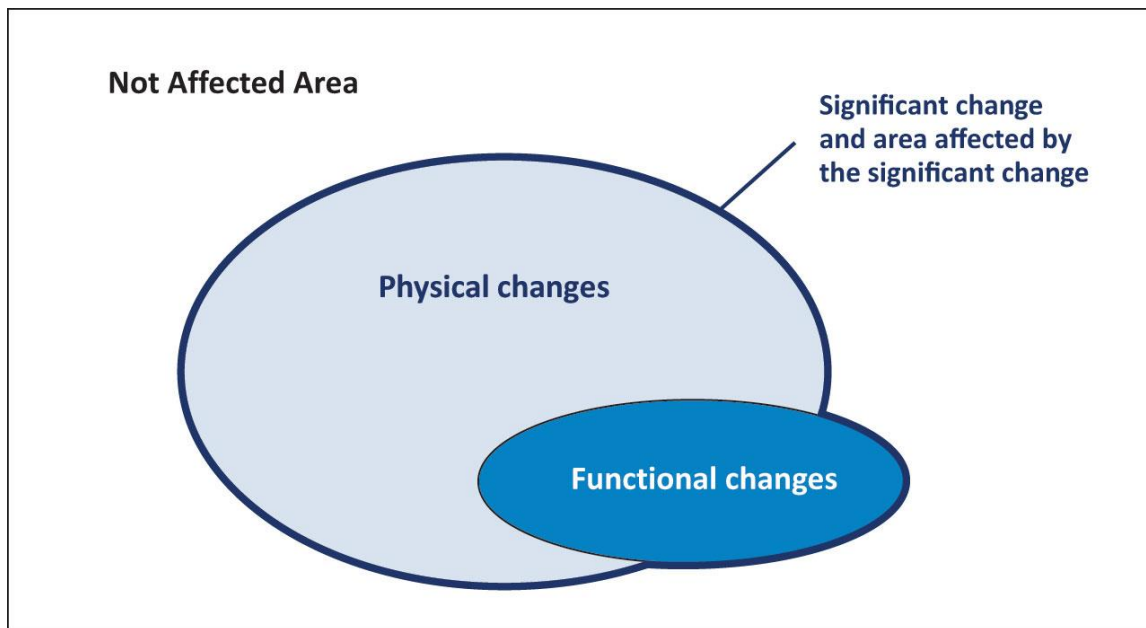 Not Affected Area
Significant change
and area affected by
the significant change
Physical changes
Functional changes